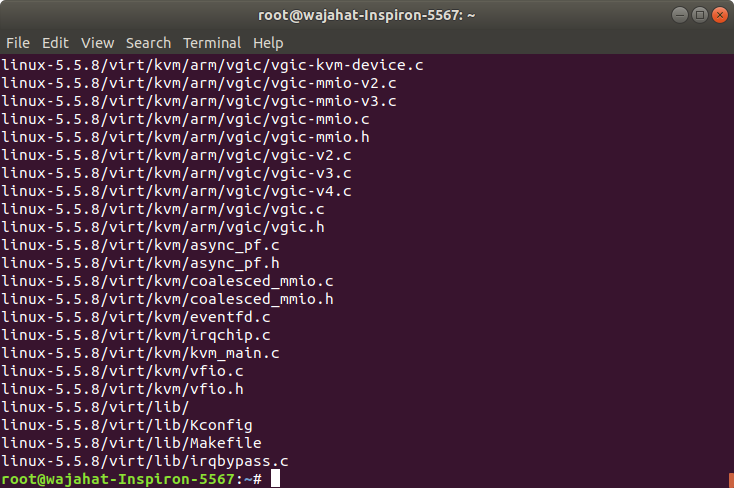 root@wajahat-Inspiron-5567: ~
File Edit View Search Terminal Help
linux-5.5.8/virt/kvm/arm/vgic/vgic-kvm-device.c
linux-5.5.8/virt/kvm/arm/vgic/vgic-mmio-v2.c
linux-5.5.8/virt/kvm/arm/vgic/vgic-mmio-v3.c
linux-5.5.8/virt/kvm/arm/vgic/vgic-mmio.c
linux-5.5.8/virt/kvm/arm/vgic/vgic-mmio.h
linux-5.5.8/virt/kvm/arm/vgic/vgic-v2.c
linux-5.5.8/virt/kvm/arm/vgic/vgic-v3.c
linux-5.5.8/virt/kvm/arm/vgic/vgic-v4.c
linux-5.5.8/virt/kvm/arm/vgic/vgic.c
linux-5.5.8/virt/kvm/arm/vgic/vgic.h
linux-5.5.8/virt/kvm/async_pf.c
linux-5.5.8/virt/kvm/async_pf.h
linux-5.5.8/virt/kvm/coalesced_mmio.c
linux-5.5.8/virt/kvm/coalesced_mmio.h
linux-5.5.8/virt/kvm/eventfd.c
linux-5.5.8/virt/kvm/irqchip.c
linux-5.5.8/virt/kvm/kvm_main.c
linux-5.5.8/virt/kvm/vfio.c
linux-5.5.8/virt/kvm/vfio.h
linux-5.5.8/virt/lib/
linux-5.5.8/virt/lib/Kconfig
linux-5.5.8/virt/lib/Makefile
linux-5.5.8/virt/lib/irqbypass.c
root@wajahat-Inspiron-5567:~#